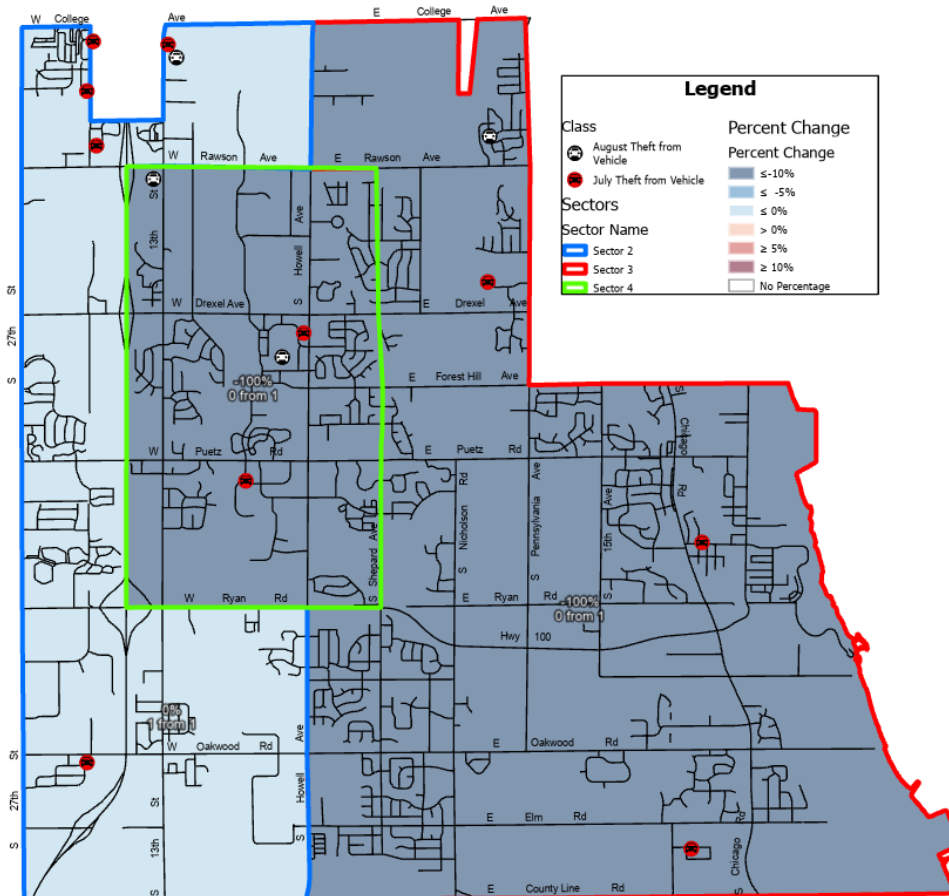 W College Ave
E College Ave
Legend
Class
August Theft from
Vehicle
July Theft from Vehicle
Sectors
Sector Name
Sector 2
Sector 3
Sector 4
Percent Change
Percent Change
≤-10%
≤ -5%
≤ 0%
> 0%
≥ 5%
≥ 10%
No Percentage
W Rawson Ave
E Rawson Ave
13th St
S Howell Ave
S 27th St
W Drexel Ave
E Drexel Ave
-100%
0 from 1
E Forest Hill Ave
W Puetz Rd
E Puetz Rd
S Chicago Rd
S Shepard Ave
S Nicholson Rd
S Pennsylvania Ave
S 15th Ave
W Ryan Rd
E Ryan Rd
-100%
0 from 1
Hwy 100
0%
1 from 1
W Oakwood Rd
E Oakwood Rd
S 27th St
S 13th St
S Howell Ave
E Elm Rd
S Chicago Rd
E County Line Rd